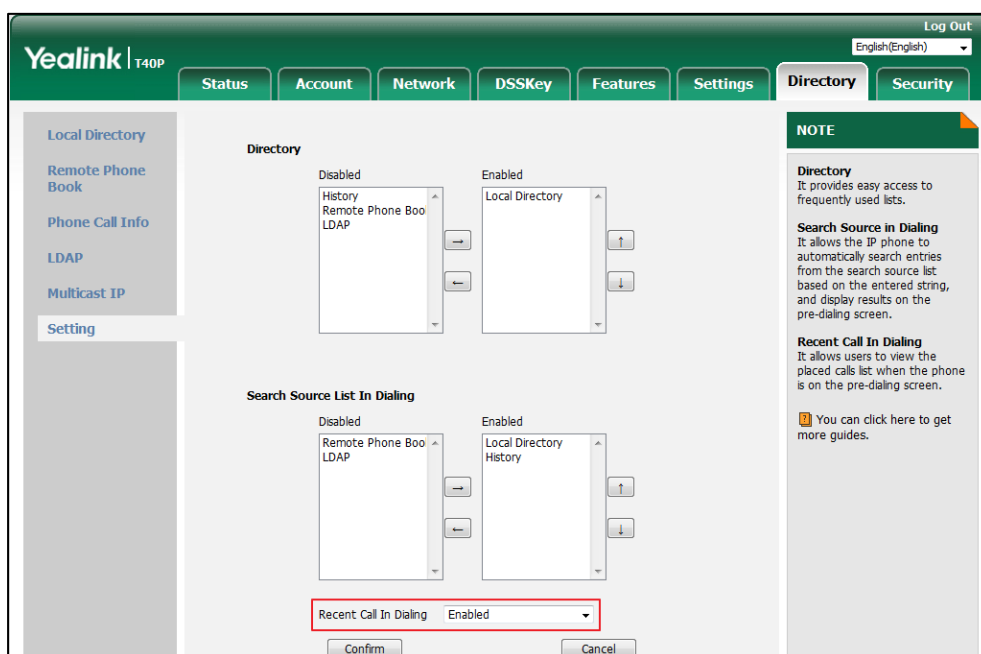 Log Out
English(English)
Yealink | T40P
Status
Account
Network
DSSKey
Features
Settings
Directory
Security
Local Directory
Remote Phone
Book
Phone Call Info
LDAP
Multicast IP
Setting
Directory
Disabled
Enabled
History
Remote Phone Boo
LDAP
Local Directory
→
←
↑
↓
Search Source List In Dialing
Disabled
Enabled
Remote Phone Boo
LDAP
Local Directory
History
→
←
↑
↓
Recent Call In Dialing
Enabled
Confirm
Cancel
NOTE
Directory
It provides easy access to
frequently used lists.
Search Source in Dialing
It allows the IP phone to
automatically search entries
from the search source list
based on the entered string,
and display results on the
pre-dialing screen.
Recent Call In Dialing
It allows users to view the
placed calls list when the phone
is on the pre-dialing screen.
? You can click here to get
more guides.